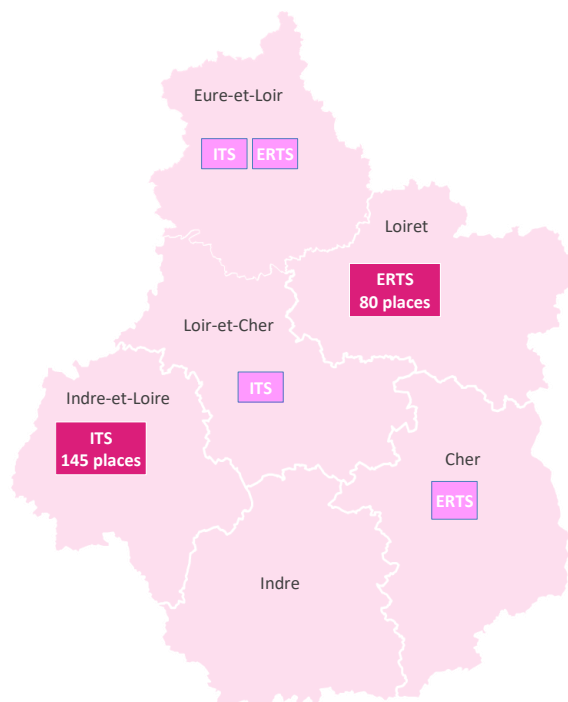 Eure-et-Loir
ITS ERTS
Loiret
ERTS
80 places
Loir-et-Cher
ITS
Indre-et-Loire
ITS
145 places
Cher
ERTS
Indre